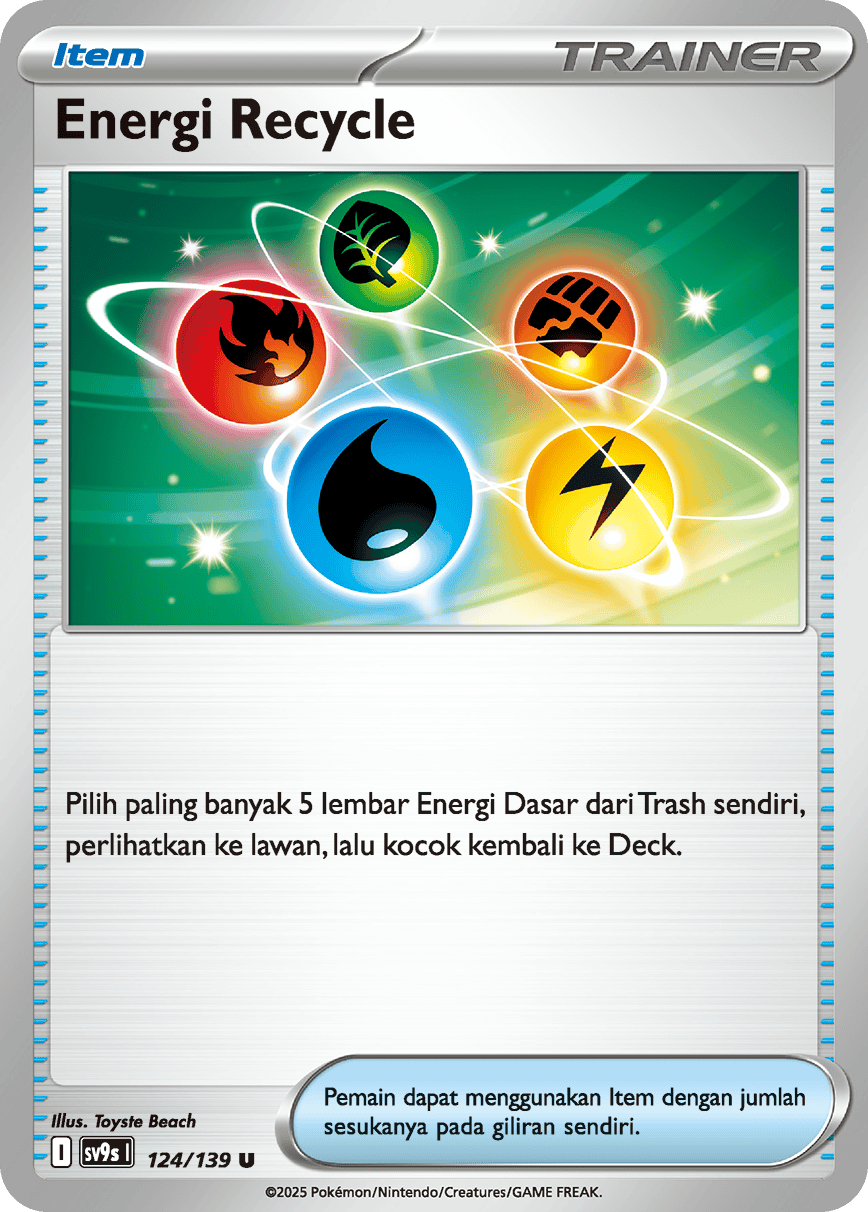 Item
TRAINER
Energi Recycle
Pilih paling banyak 5 lembar Energi Dasar dari Trash sendiri,
perlihatkan ke lawan, lalu kocok kembali ke Deck.
Illus. Toyste Beach
Pemain dapat menggunakan Item dengan jumlah
sesukanya pada giliran sendiri.
I sv9s I 124/139 U
©2025 Pokémon/Nintendo/Creatures/GAME FREAK.